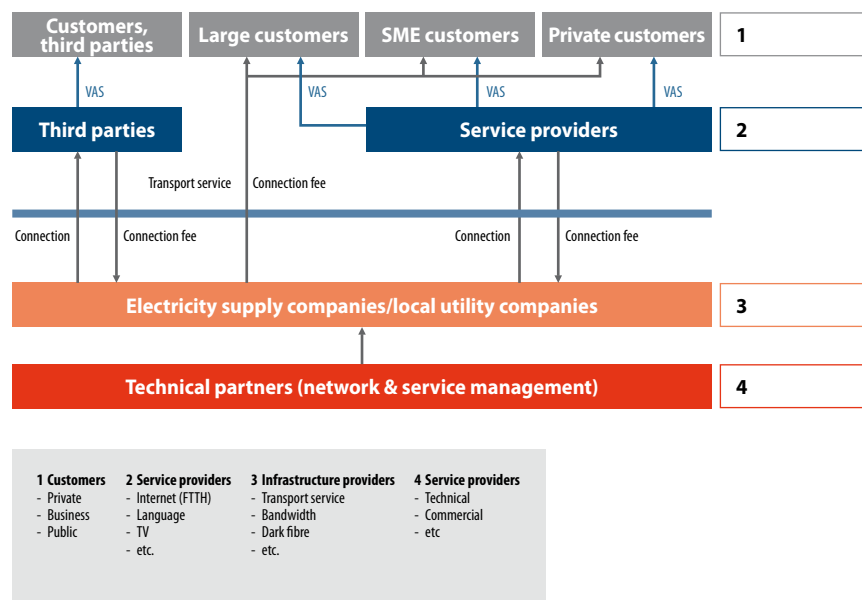 Customers,
third parties
Large customers
SME customers
Private customers
1
VAS
VAS
VAS
VAS
Third parties
Service providers
2
Transport service
Connection fee
Connection
Connection fee
Connection
Connection fee
Electricity supply companies/local utility companies
3
Technical partners (network & service management)
4
1 Customers
- Private
- Business
- Public
2 Service providers
- Internet (FTTH)
- Language
- TV
- etc.
3 Infrastructure providers
- Transport service
- Bandwidth
- Dark fibre
- etc.
4 Service providers
- Technical
- Commercial
- etc